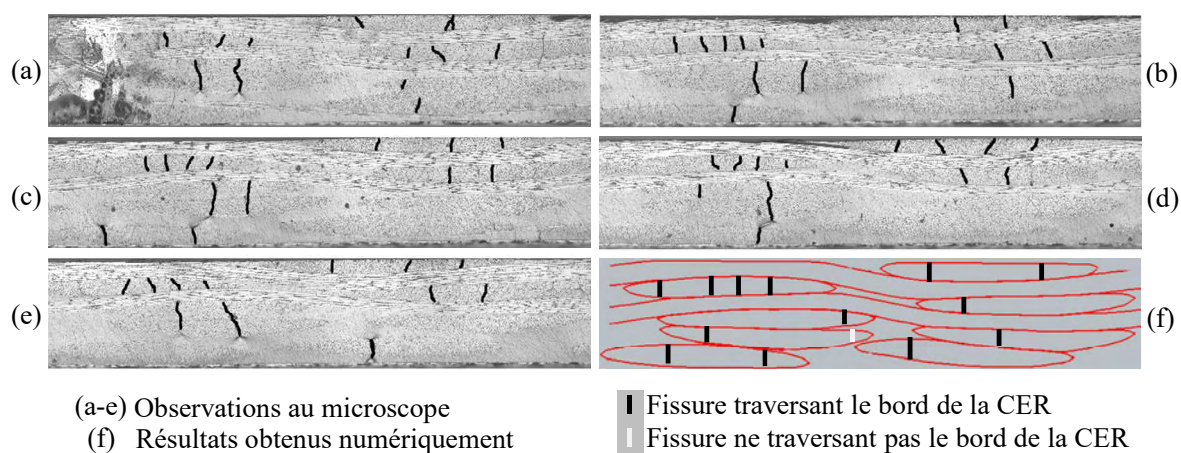 (a)
(b)
(c)
(d)
(e)
(f)
(a-e) Observations au microscope
(f) Résultats obtenus numériquement
Fissure traversant le bord de la CER
Fissure ne traversant pas le bord de la CER